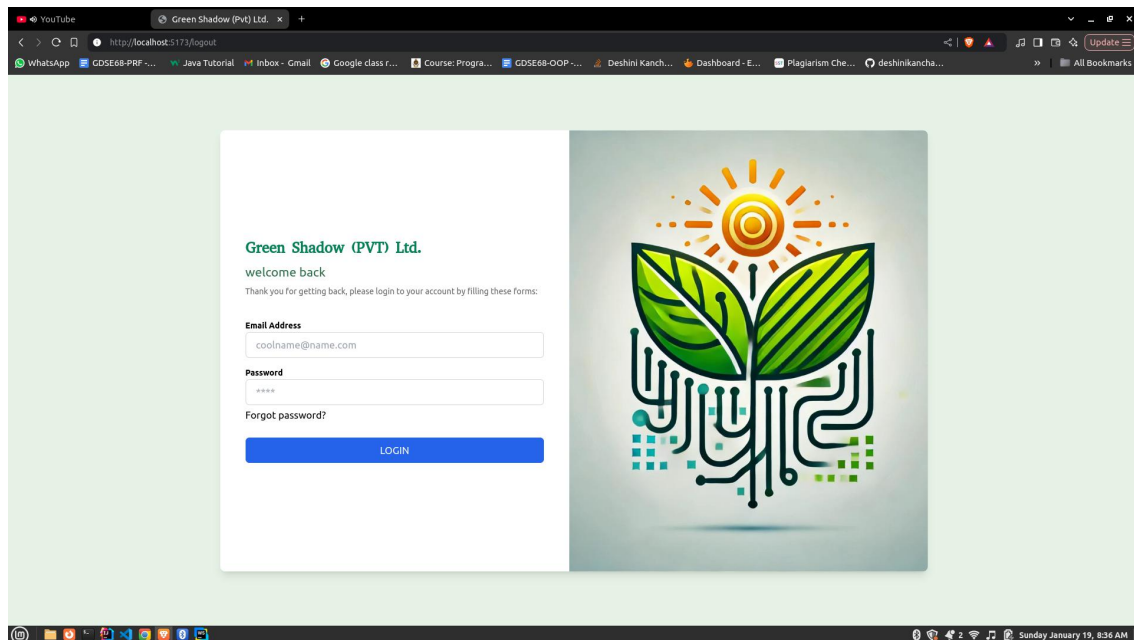 YouTube
Green Shadow (Pvt) Ltd. × +
http://localhost:5173/logout
Update
WhatsApp GDSE68-PRF -... Java Tutorial Inbox - Gmail Google class r... Course: Progra... GDSE68-OOP -... Deshini Kanch... Dashboard - E... Plagiarism Che... deshinikancha... » All Bookmarks
Green Shadow (PVT) Ltd.
welcome back
Thank you for getting back, please login to your account by filling these forms:
Email Address
coolname@name.com
Password
****
Forgot password?
LOGIN
2 Sunday January 19, 8:36 AM